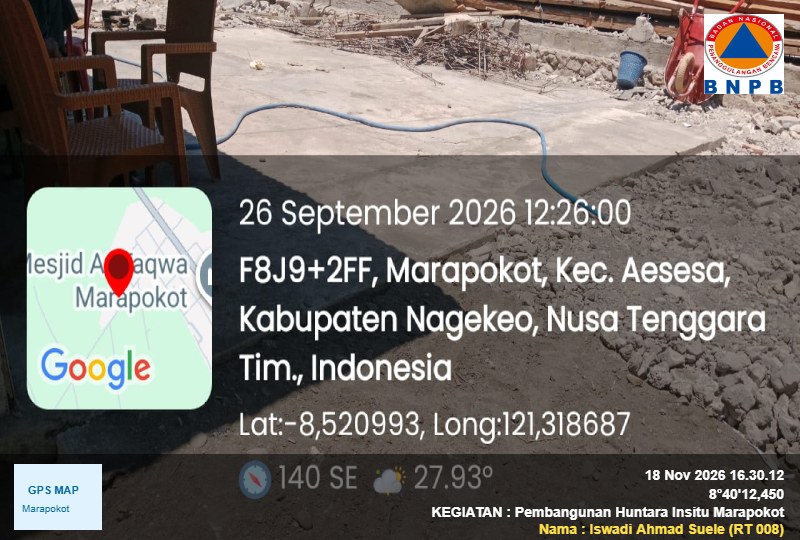 BADAN NASIONAL
PENANGGULANGAN BENCANA
BNPB
26 September 2026 12:26:00
F8J9+2FF, Marapokot, Kec. Aesesa,
Kabupaten Nagekeo, Nusa Tenggara
Tim., Indonesia
Lat:-8,520993, Long:121,318687
140 SE 27.93°
Mesjid At-taqwa
Marapokot
Google
GPS MAP
Marapokot
18 Nov 2026 16.30.12
8°40'12,450
KEGIATAN : Pembangunan Huntara Insitu Marapokot
Nama : Iswadi Ahmad Suele (RT 008)